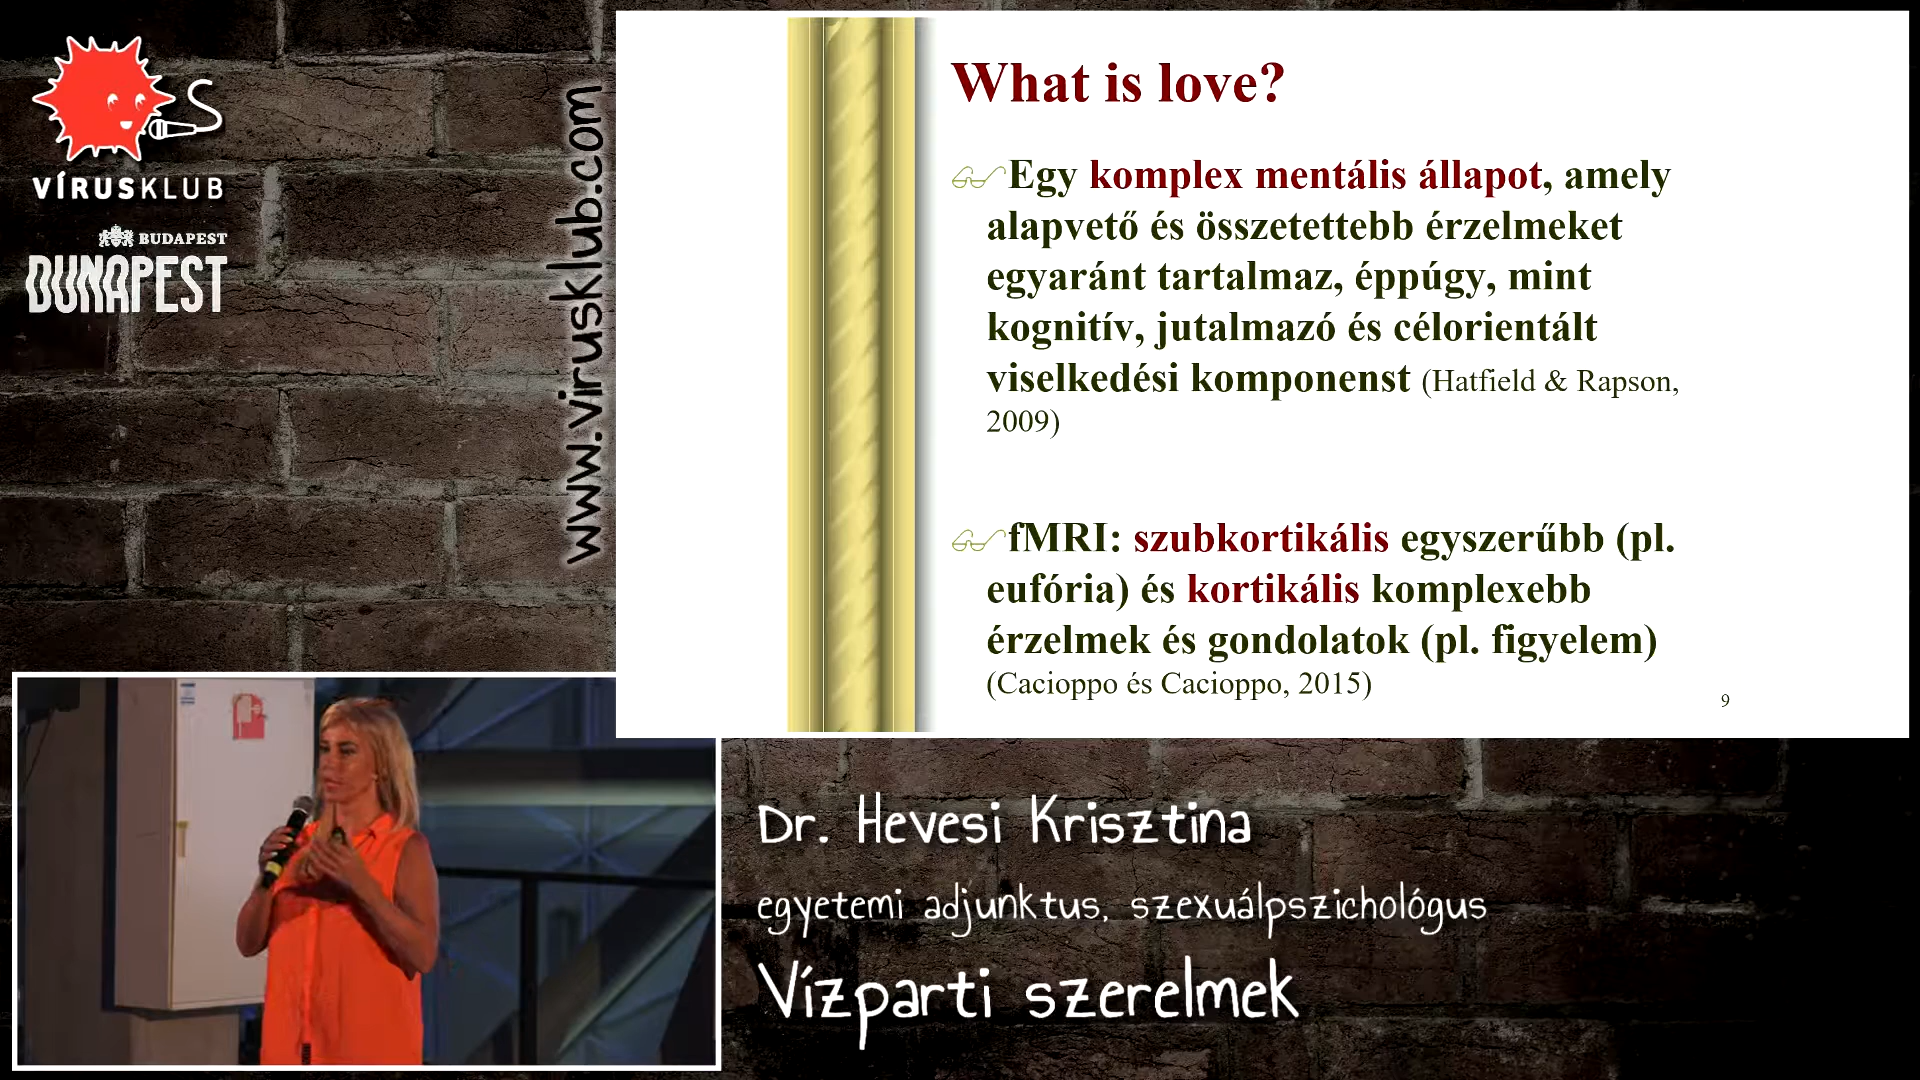 VÍRUSKLUB
BUDAPEST
DUNAPEST
www.virusklub.com
What is love?
Egy komplex mentális állapot, amely
alapvető és összetettebb érzelmeket
egyaránt tartalmaz, éppúgy, mint
kognitív, jutalmazó és célorientált
viselkedési komponenst (Hatfield & Rapson,
2009)
fMRI: szubkortikális egyszerűbb (pl.
eufória) és kortikális komplexebb
érzelmek és gondolatok (pl. figyelem)
(Cacioppo és Cacioppo, 2015)
9
Dr. Hevesi Krisztina
egyetemi adjunktus, szexuálpszichológus
Vízparti szerelmek